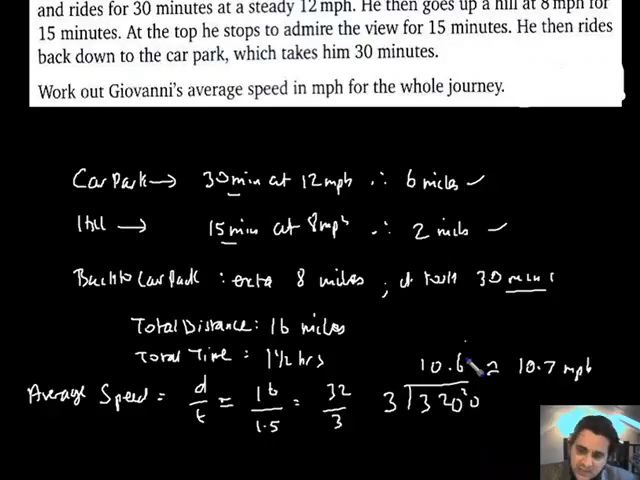 and rides for 30 minutes at a steady 12 mph. He then goes up a hill at 8 mph for
15 minutes. At the top he stops to admire the view for 15 minutes. He then rides
back down to the car park, which takes him 30 minutes.
Work out Giovanni's average speed in mph for the whole journey.
Car Park → 30 min at 12 mph ∴ 6 miles ✓
Hill → 15 min at 8 mph ∴ 2 miles ✓
Back to Car Park : extra 8 miles ; it took 30 mins
Total Distance : 16 miles
Total Time : 1½ hrs
10.6 ≈ 10.7 mph
Average Speed = d/t = 16/1.5 = 32/3 3 ⟌ 32.0²0